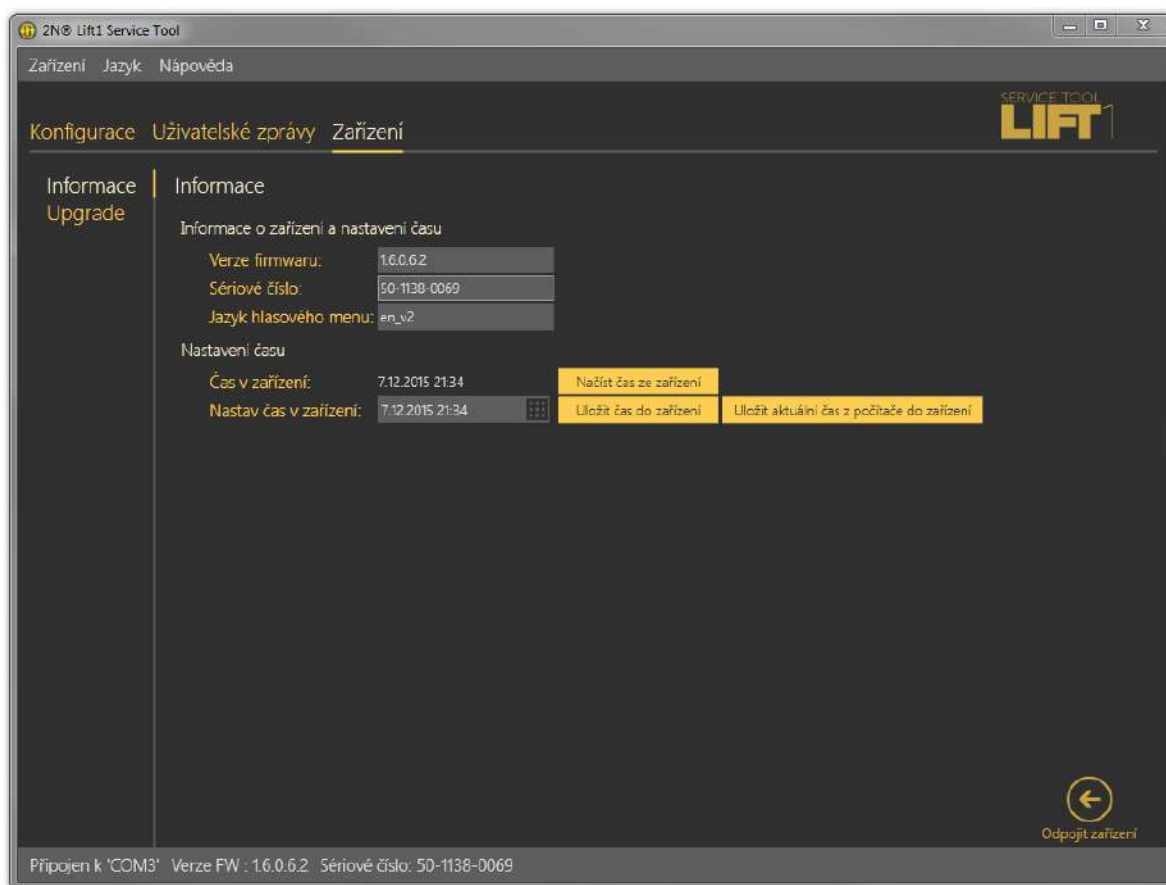 2N® Lift1 Service Tool
Zařízení Jazyk Nápověda
SERVICE TOOL
LIFT1
Konfigurace Uživatelské zprávy Zařízení
Informace
Upgrade
Informace
Informace o zařízení a nastavení času
Verze firmwaru: 1.6.0.6.2
Sériové číslo: 50-1138-0069
Jazyk hlasového menu: en_v2
Nastavení času
Čas v zařízení: 7.12.2015 21:34 Načíst čas ze zařízení
Nastav čas v zařízení: 7.12.2015 21:34 Uložit čas do zařízení Uložit aktuální čas z počítače do zařízení
Odpojit zařízení
Připojen k 'COM3' Verze FW : 1.6.0.6.2 Sériové číslo: 50-1138-0069